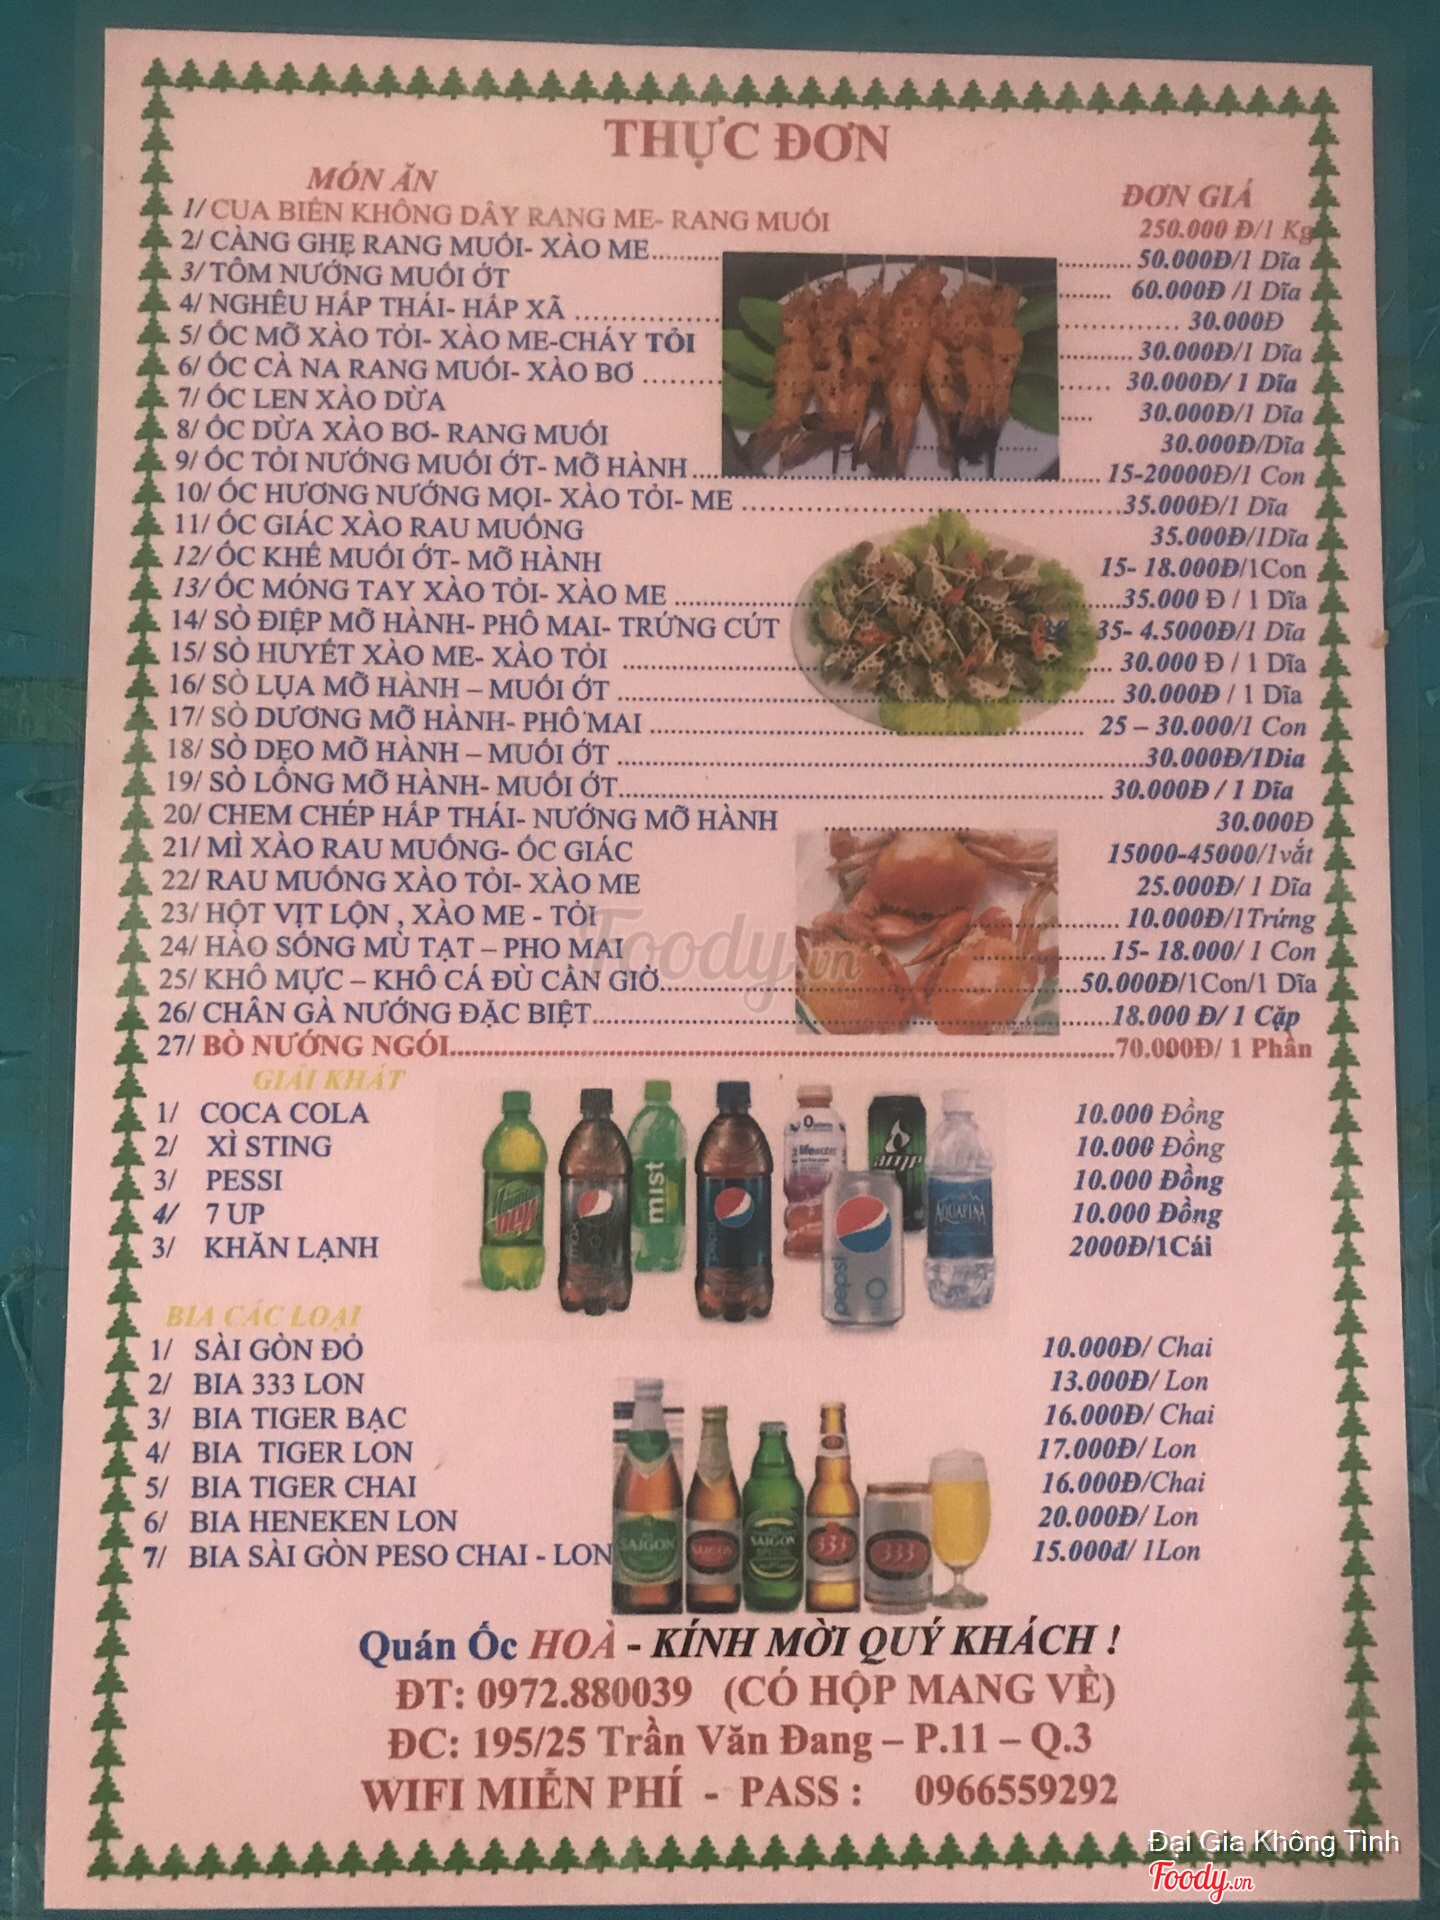 THỰC ĐƠN
MÓN ĂN ĐƠN GIÁ
1/ CUA BIỂN KHÔNG DÂY RANG ME- RANG MUỐI 250.000 Đ/1 Kg
2/ CÀNG GHẸ RANG MUỐI- XÀO ME 50.000Đ/1 Dĩa
3/ TÔM NƯỚNG MUỐI ỚT 60.000Đ /1 Dĩa
4/ NGHÊU HẤP THÁI- HẤP XÃ 30.000Đ
5/ ỐC MỠ XÀO TỎI- XÀO ME-CHÁY TỎI 30.000Đ/1 Dĩa
6/ ỐC CÀ NA RANG MUỐI- XÀO BƠ 30.000Đ/ 1 Dĩa
7/ ỐC LEN XÀO DỪA 30.000Đ/1 Dĩa
8/ ỐC DỪA XÀO BƠ- RANG MUỐI 30.000Đ/Dĩa
9/ ỐC TỎI NƯỚNG MUỐI ỚT- MỠ HÀNH 15-20000Đ/1 Con
10/ ỐC HƯƠNG NƯỚNG MỌI- XÀO TỎI- ME 35.000Đ/1 Dĩa
11/ ỐC GIÁC XÀO RAU MUỐNG 35.000Đ/1Dĩa
12/ ỐC KHẾ MUỐI ỚT- MỠ HÀNH 15- 18.000Đ/1Con
13/ ỐC MÓNG TAY XÀO TỎI- XÀO ME 35.000 Đ / 1 Dĩa
14/ SÒ ĐIỆP MỠ HÀNH- PHÔ MAI- TRỨNG CÚT 35- 4.5000Đ/1 Dĩa
15/ SÒ HUYẾT XÀO ME- XÀO TỎI 30.000 Đ / 1 Dĩa
16/ SÒ LỤA MỠ HÀNH – MUỐI ỚT 30.000Đ / 1 Dĩa
17/ SÒ DƯƠNG MỠ HÀNH- PHÔ MAI 25 – 30.000/1 Con
18/ SÒ DẸO MỠ HÀNH – MUỐI ỚT 30.000Đ/1Dia
19/ SÒ LÔNG MỠ HÀNH- MUỐI ỚT 30.000Đ / 1 Dĩa
20/ CHEM CHÉP HẤP THÁI- NƯỚNG MỠ HÀNH 30.000Đ
21/ MÌ XÀO RAU MUỐNG- ỐC GIÁC 15000-45000/1vắt
22/ RAU MUỐNG XÀO TỎI- XÀO ME 25.000Đ/ 1 Dĩa
23/ HỘT VỊT LỘN , XÀO ME - TỎI 10.000Đ/1Trứng
24/ HÀO SỐNG MÙ TẠT – PHO MAI 15- 18.000/ 1 Con
25/ KHÔ MỰC – KHÔ CÁ ĐÙ CẦN GIỜ 50.000Đ/1Con/1 Dĩa
26/ CHÂN GÀ NƯỚNG ĐẶC BIỆT 18.000 Đ/ 1 Cặp
27/ BÒ NƯỚNG NGÓI 70.000Đ/ 1 Phần
GIẢI KHÁT
1/ COCA COLA 10.000 Đồng
2/ XÌ STING 10.000 Đồng
3/ PESSI 10.000 Đồng
4/ 7 UP 10.000 Đồng
3/ KHĂN LẠNH 2000Đ/1Cái
mist
max
pepsi
lifewater
pepsi
AQUAFINA
BIA CÁC LOẠI
1/ SÀI GÒN ĐỎ 10.000Đ/ Chai
2/ BIA 333 LON 13.000Đ/ Lon
3/ BIA TIGER BẠC 16.000Đ/ Chai
4/ BIA TIGER LON 17.000Đ/ Lon
5/ BIA TIGER CHAI 16.000Đ/Chai
6/ BIA HENEKEN LON 20.000Đ/ Lon
7/ BIA SÀI GÒN PESO CHAI - LON 15.000đ/ 1Lon
SAIGON
SAIGON
SAIGON
333
333
Quán Ốc HOÀ - KÍNH MỜI QUÝ KHÁCH !
ĐT: 0972.880039 (CÓ HỘP MANG VỀ)
ĐC: 195/25 Trần Văn Đang – P.11 – Q.3
WIFI MIỄN PHÍ - PASS : 0966559292
Foody.vn
Đại Gia Không Tình
Foody.vn